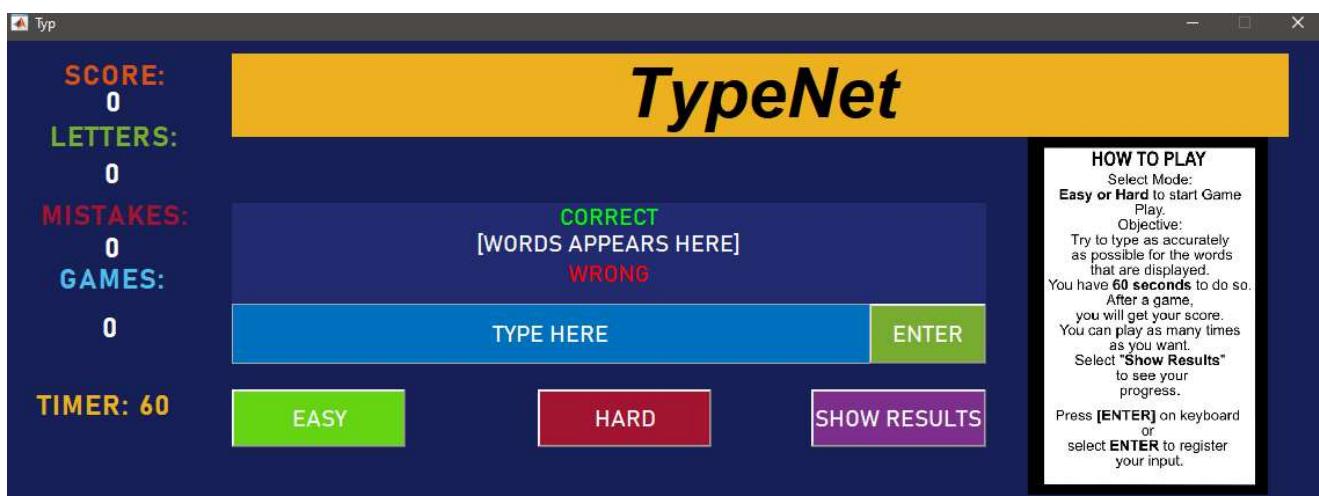 Typ
TypeNet
SCORE:
0
LETTERS:
0
MISTAKES:
0
GAMES:
0
TIMER: 60
CORRECT
[WORDS APPEARS HERE]
WRONG
TYPE HERE
ENTER
EASY
HARD
SHOW RESULTS
HOW TO PLAY
Select Mode:
Easy or Hard to start Game
Play.
Objective:
Try to type as accurately
as possible for the words
that are displayed.
You have 60 seconds to do so.
After a game,
you will get your score.
You can play as many times
as you want.
Select "Show Results"
to see your
progress.
Press [ENTER] on keyboard
or
select ENTER to register
your input.